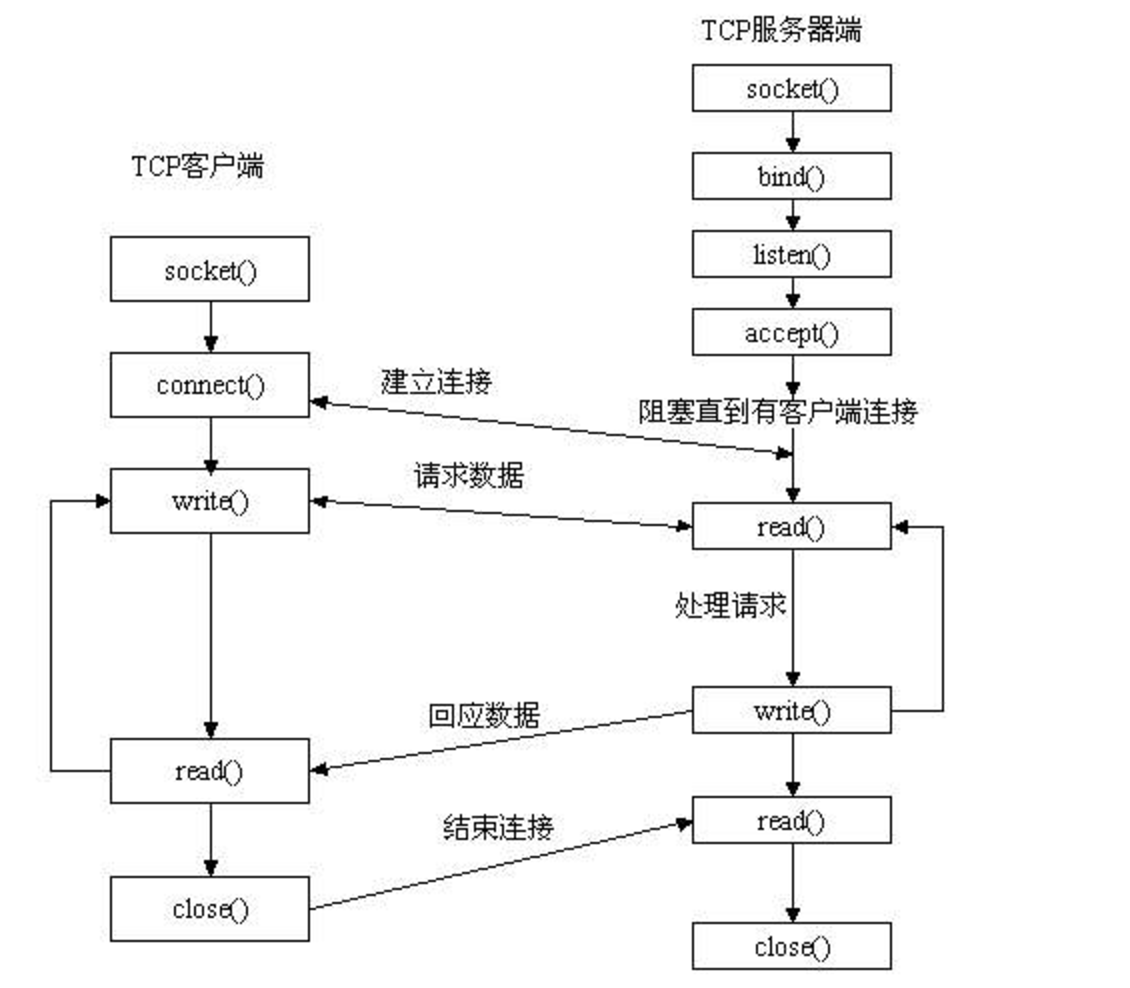 TCP服务器端
socket()
bind()
TCP客户端
listen()
socket()
accept()
connect()
建立连接
阻塞直到有客户端连接
请求数据
write()
read()
处理请求
write()
回应数据
read()
read()
结束连接
close()
close()